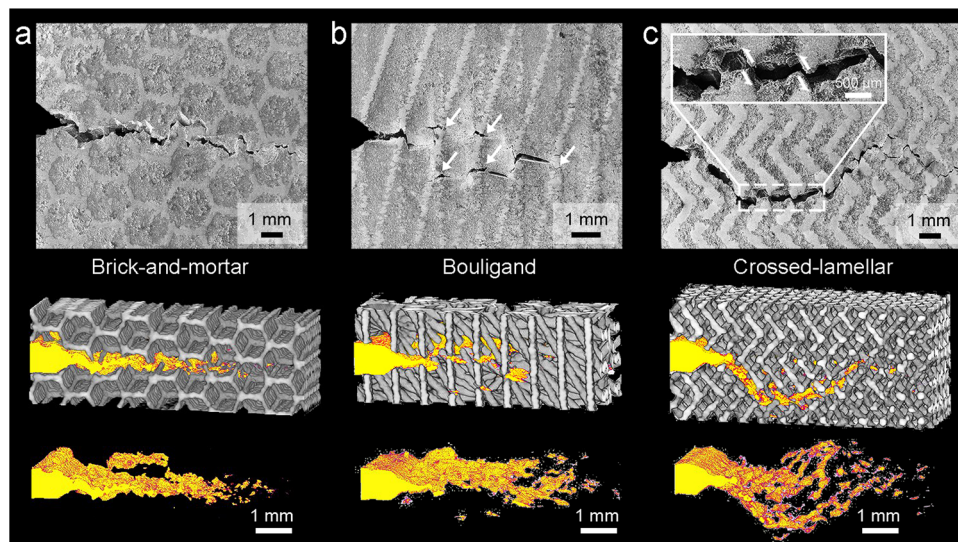 a
b
c
500 µm
1 mm
1 mm
1 mm
Brick-and-mortar
Bouligand
Crossed-lamellar
1 mm
1 mm
1 mm